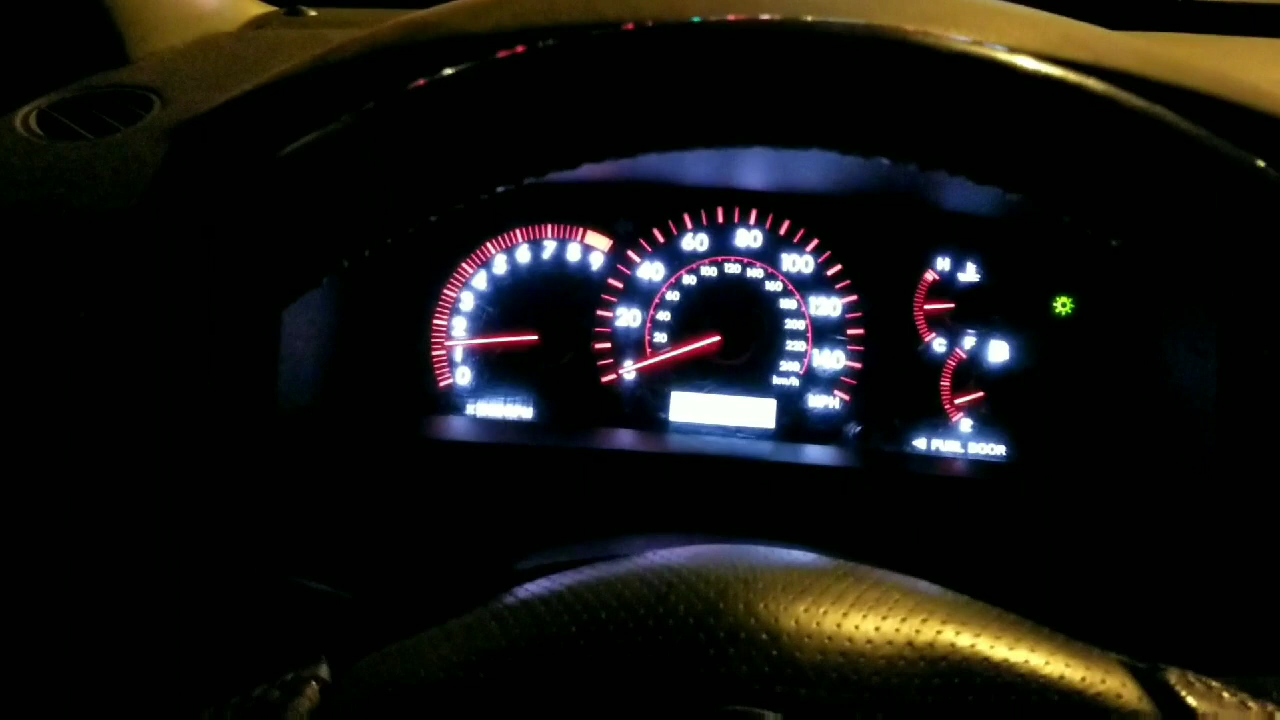 0 1 2 3 4 5 6 7 8 9
0 20 40 60 80 100 120 140
MPH
20 40 60 80 100 120 140 160 180 200 220 240
km/h
H
C
F
E
FUEL DOOR